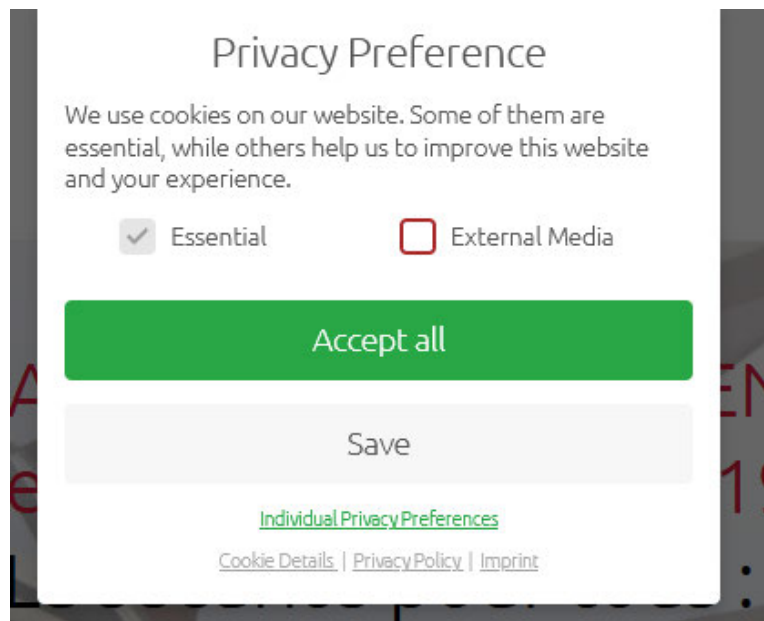 Privacy Preference
We use cookies on our website. Some of them are
essential, while others help us to improve this website
and your experience.
Essential External Media
Accept all
Save
Individual Privacy Preferences
Cookie Details | Privacy Policy | Imprint